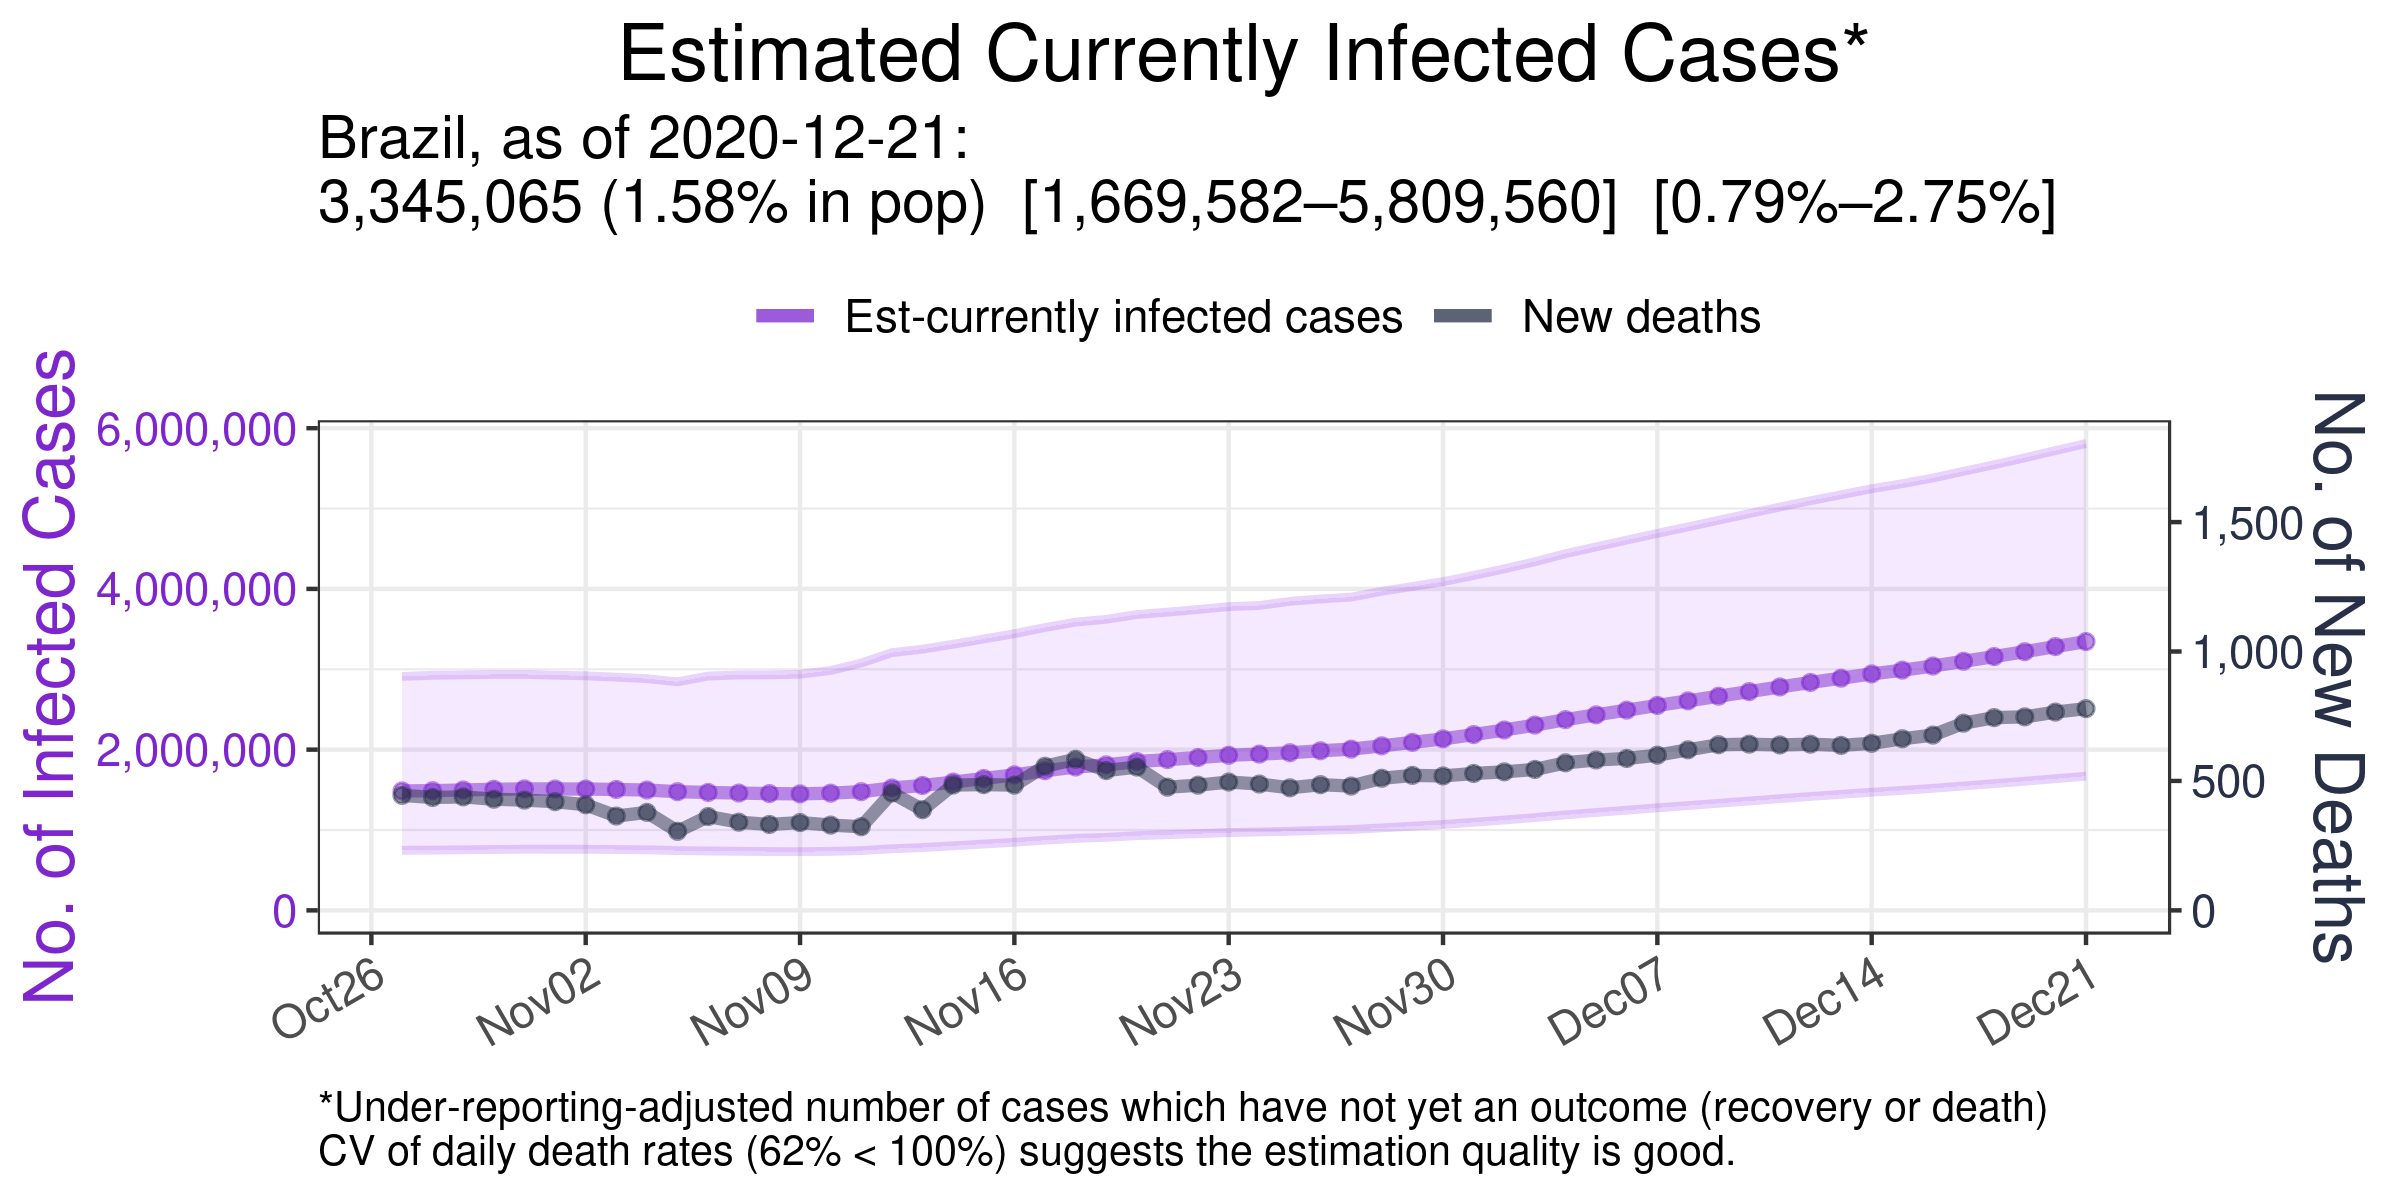 Estimated Currently Infected Cases*
Brazil, as of 2020-12-21:
3,345,065 (1.58% in pop) [1,669,582–5,809,560] [0.79%–2.75%]
Est-currently infected cases New deaths
No. of Infected Cases
6,000,000
4,000,000
2,000,000
0
1,500
1,000
500
0
No. of New Deaths
Oct26 Nov02 Nov09 Nov16 Nov23 Nov30 Dec07 Dec14 Dec21
*Under-reporting-adjusted number of cases which have not yet an outcome (recovery or death)
CV of daily death rates (62% < 100%) suggests the estimation quality is good.